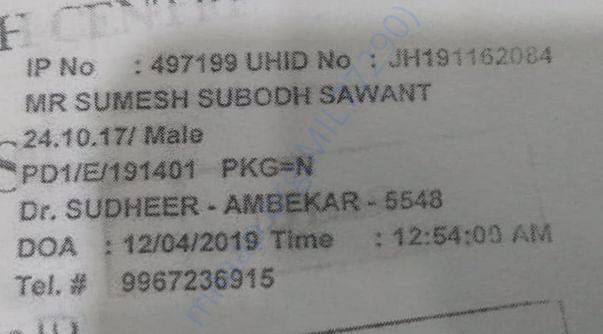 H CENTRE
IP No : 497199 UHID No : JH191162084
MR SUMESH SUBODH SAWANT
24.10.17/ Male
PD1/E/191401 PKG=N
Dr. SUDHEER - AMBEKAR - 5548
DOA : 12/04/2019 Time : 12:54:00 AM
Tel. # 9967236915